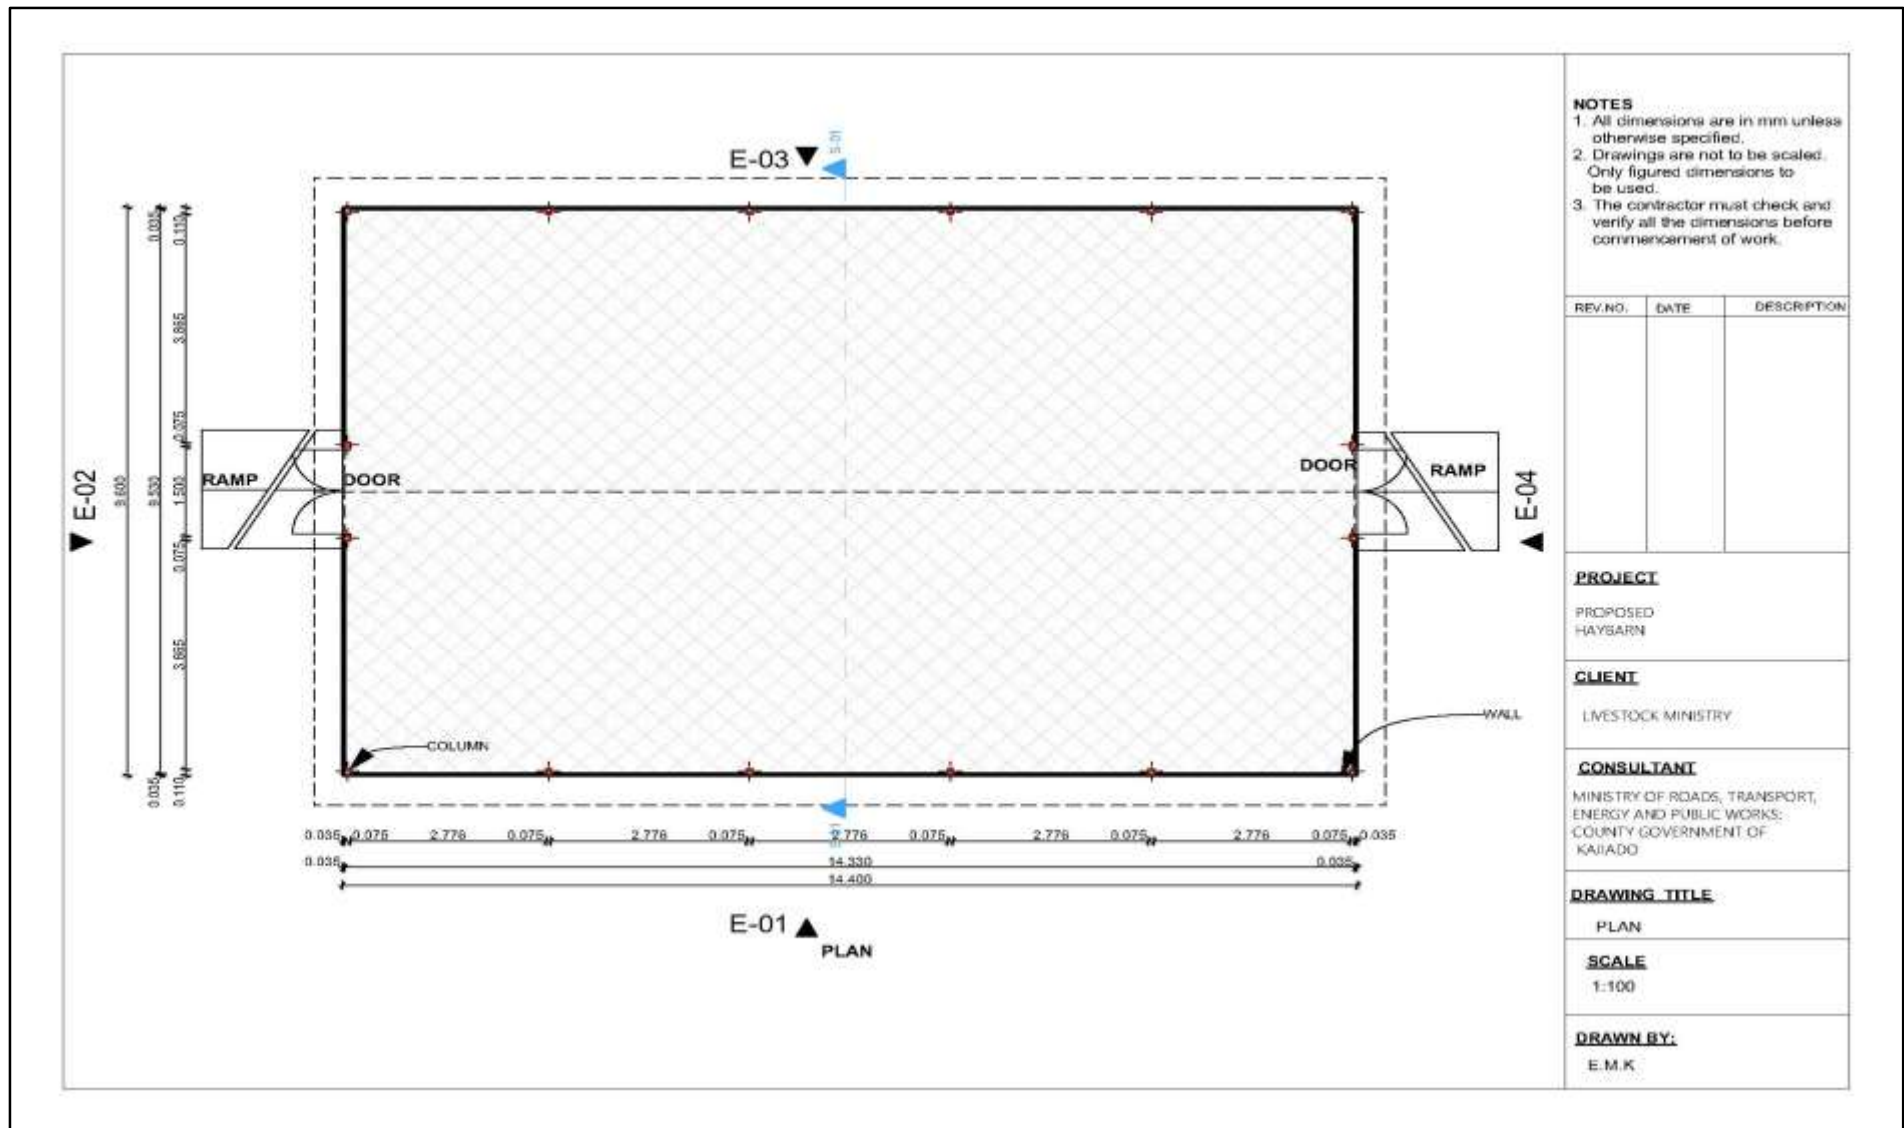 E-03
S-01
0.035
0.110
3.865
0.075
9.600
9.530
1.500
0.075
3.865
0.035
0.110
E-02
RAMP
DOOR
DOOR
RAMP
E-04
COLUMN
WALL
0.035
0.075
2.776
0.075
2.776
0.075
2.776
0.075
2.776
0.075
2.776
0.075
0.035
0.035
14.330
0.035
14.400
E-01
PLAN
NOTES
1. All dimensions are in mm unless
otherwise specified.
2. Drawings are not to be scaled.
Only figured dimensions to
be used.
3. The contractor must check and
verify all the dimensions before
commencement of work.
REV.NO. DATE DESCRIPTION
PROJECT
PROPOSED
HAYBARN
CLIENT
LIVESTOCK MINISTRY
CONSULTANT
MINISTRY OF ROADS, TRANSPORT,
ENERGY AND PUBLIC WORKS:
COUNTY GOVERNMENT OF
KAJIADO
DRAWING TITLE
PLAN
SCALE
1:100
DRAWN BY:
E.M.K